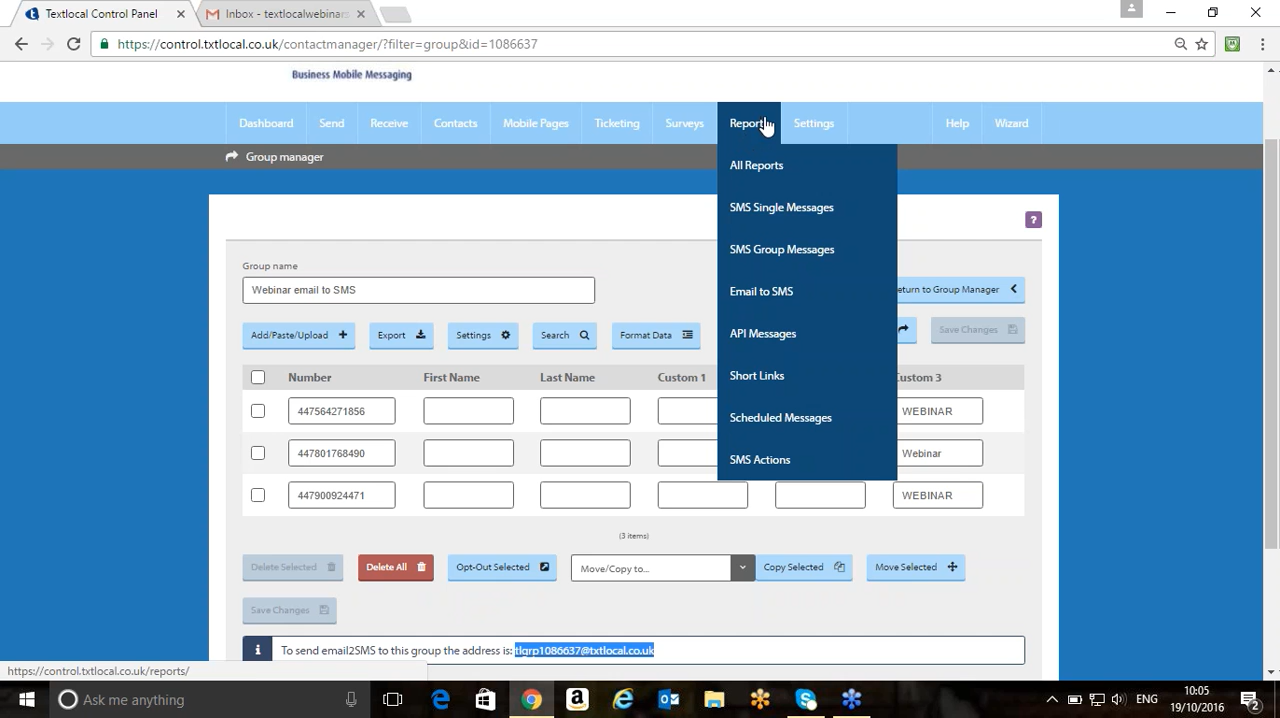 Textlocal Control Panel
Inbox - textlocalwebinars
https://control.txtlocal.co.uk/contactmanager/?filter=group&id=1086637
Business Mobile Messaging
Dashboard Send Receive Contacts Mobile Pages Ticketing Surveys Reports Settings Help Wizard
Group manager
All Reports
SMS Single Messages
SMS Group Messages
Email to SMS
API Messages
Short Links
Scheduled Messages
SMS Actions
?
Group name
Webinar email to SMS
eturn to Group Manager
Add/Paste/Upload Export Settings Search Format Data Save Changes
Number First Name Last Name Custom 1 Custom 3
447564271856 WEBINAR
447801768490 Webinar
447900924471 WEBINAR
(3 items)
Delete Selected Delete All Opt-Out Selected Move/Copy to... Copy Selected Move Selected
Save Changes
i To send email2SMS to this group the address is: tlgrp1086637@txtlocal.co.uk
https://control.txtlocal.co.uk/reports/
Ask me anything
ENG
10:05
19/10/2016
2